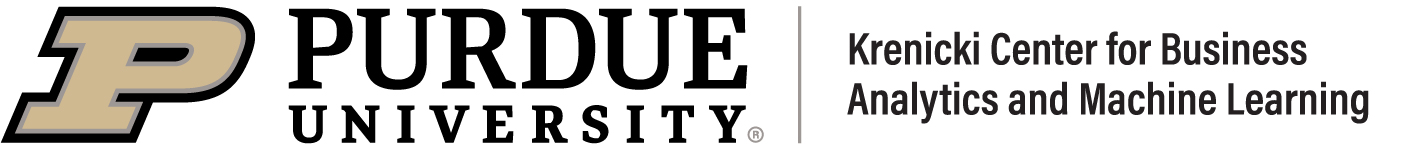 P
PURDUE
UNIVERSITY®
Krenicki Center for Business
Analytics and Machine Learning